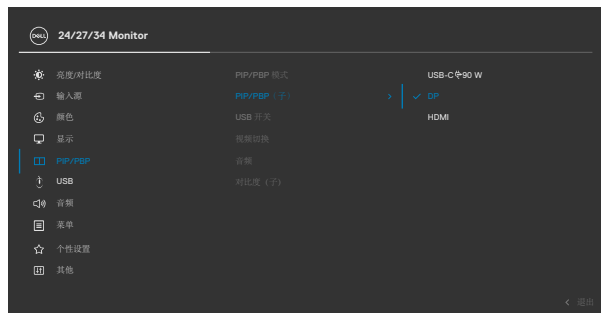 DELL 24/27/34 Monitor
亮度/对比度 PIP/PBP 模式 USB-C 90 W
输入源 PIP/PBP（子） DP
颜色 USB 开关 HDMI
显示 视频切换
PIP/PBP 音频
USB 对比度（子）
音频
菜单
个性设置
其他
退出